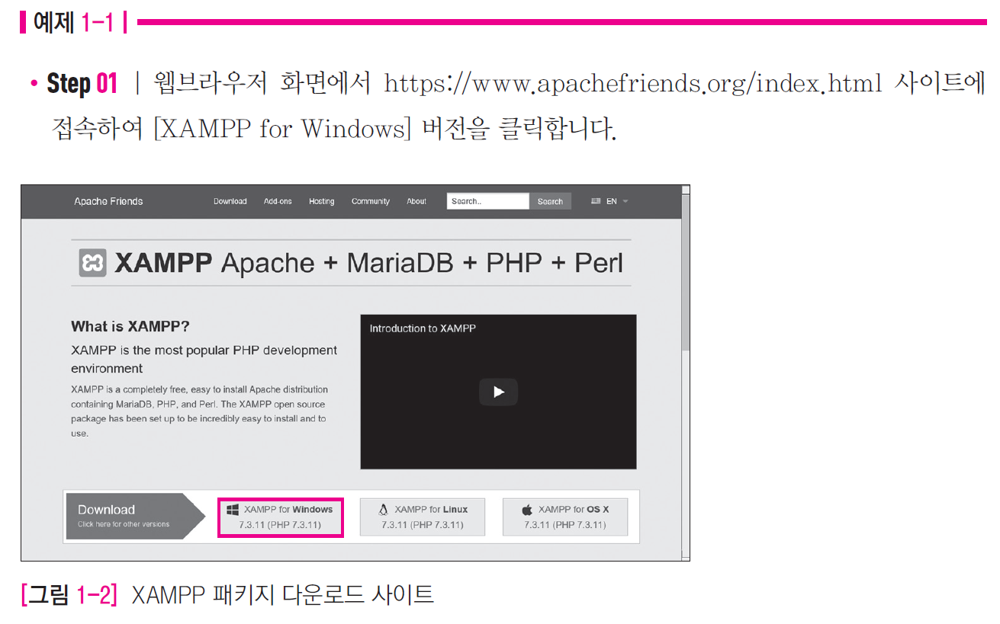 예제 1-1
• Step 01 | 웹브라우저 화면에서 https://www.apachefriends.org/index.html 사이트에
접속하여 [XAMPP for Windows] 버전을 클릭합니다.
Apache Friends Download Add-ons Hosting Community About Search... Search EN
XAMPP Apache + MariaDB + PHP + Perl
What is XAMPP?
XAMPP is the most popular PHP development
environment
XAMPP is a completely free, easy to install Apache distribution
containing MariaDB, PHP, and Perl. The XAMPP open source
package has been set up to be incredibly easy to install and to
use.
Introduction to XAMPP
Download
Click here for other versions
XAMPP for Windows
7.3.11 (PHP 7.3.11)
XAMPP for Linux
7.3.11 (PHP 7.3.11)
XAMPP for OS X
7.3.11 (PHP 7.3.11)
[그림 1-2] XAMPP 패키지 다운로드 사이트